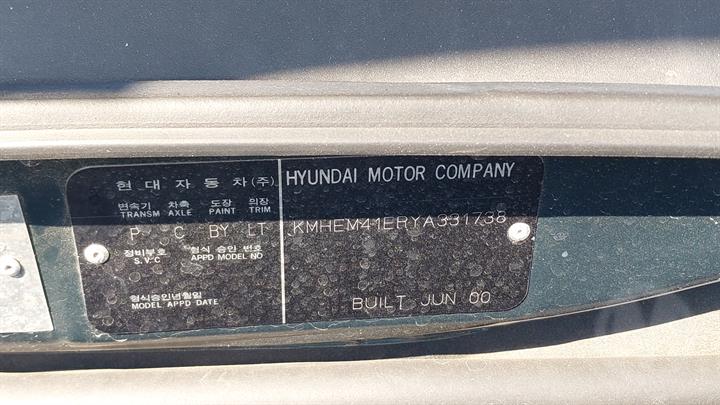 현대자동차(주)
변속기 차축 도장 의장
TRANSM AXLE PAINT TRIM
P C BY LT
정비부호 형식 승인 번호
S.V.C APPD MODEL NO
형식승인년월일
MODEL APPD DATE
HYUNDAI MOTOR COMPANY
KMHEM41ERYA331738
BUILT JUN 00